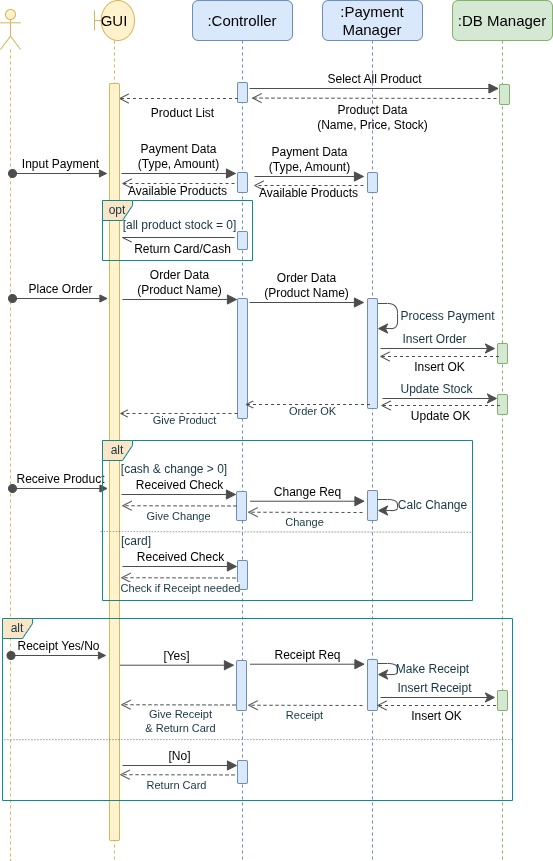 GUI
:Controller
:Payment
Manager
:DB Manager
Select All Product
Product List
Product Data
(Name, Price, Stock)
Input Payment
Payment Data
(Type, Amount)
Payment Data
(Type, Amount)
Available Products
Available Products
opt
[all product stock = 0]
Return Card/Cash
Place Order
Order Data
(Product Name)
Order Data
(Product Name)
Process Payment
Insert Order
Insert OK
Update Stock
Update OK
Order OK
Give Product
alt
[cash & change > 0]
Receive Product
Received Check
Change Req
Calc Change
Give Change
Change
[card]
Received Check
Check if Receipt needed
alt
Receipt Yes/No
[Yes]
Receipt Req
Make Receipt
Insert Receipt
Insert OK
Give Receipt
& Return Card
Receipt
[No]
Return Card